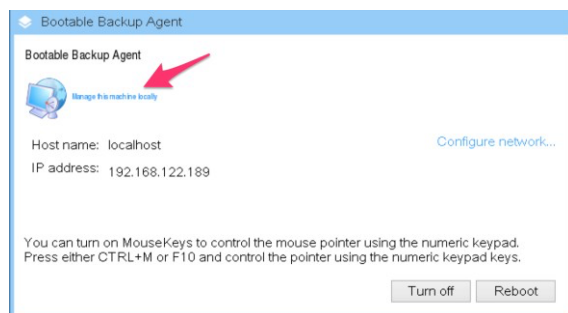 Bootable Backup Agent
Bootable Backup Agent
Manage this machine locally
Host name: localhost
Configure network...
IP address: 192.168.122.189
You can turn on MouseKeys to control the mouse pointer using the numeric keypad.
Press either CTRL+M or F10 and control the pointer using the numeric keypad keys.
Turn off
Reboot